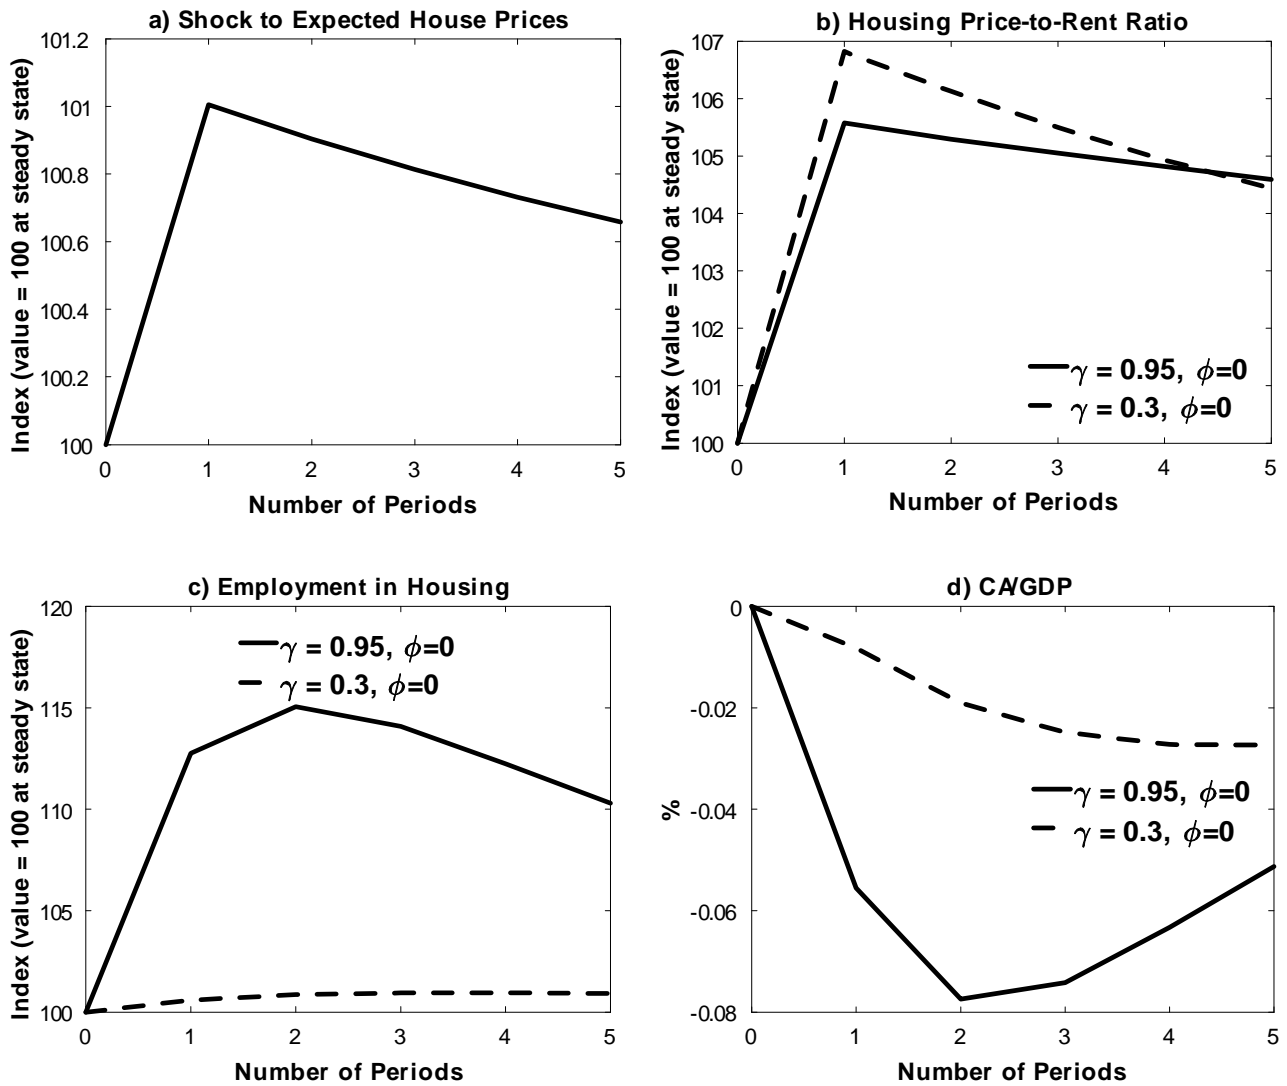 a) Shock to Expected House Prices
Index (value = 100 at steady state)
101.2
101
100.8
100.6
100.4
100.2
100
0 1 2 3 4 5
Number of Periods
b) Housing Price-to-Rent Ratio
Index (value = 100 at steady state)
107
106
105
104
103
102
101
100
γ = 0.95, ϕ=0
γ = 0.3, ϕ=0
0 1 2 3 4 5
Number of Periods
c) Employment in Housing
Index (value = 100 at steady state)
120
115
110
105
100
γ = 0.95, ϕ=0
γ = 0.3, ϕ=0
0 1 2 3 4 5
Number of Periods
d) CA/GDP
%
0
-0.02
-0.04
-0.06
-0.08
γ = 0.95, ϕ=0
γ = 0.3, ϕ=0
0 1 2 3 4 5
Number of Periods